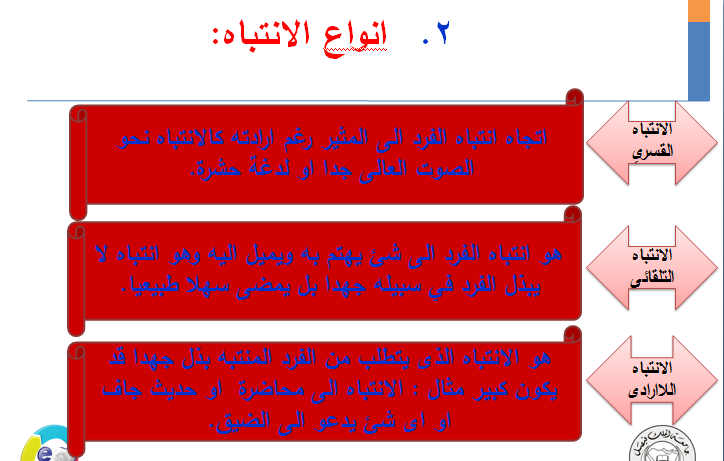 ٢. انواع الانتباه:
الانتباه
القسري
اتجاه انتباه الفرد الى المثير رغم ارادته كالانتباه نحو
الصوت العالى جدا او لدغة حشرة.
الانتباه
التلقائي
هو انتباه الفرد الى شئ يهتم به ويميل اليه وهو انتباه لا
يبذل الفرد في سبيله جهدا بل يمضى سهلا طبيعيا.
الانتباه
اللاارادى
هو الانتباه الذى يتطلب من الفرد المنتبه بذل جهدا قد
يكون كبير مثال : الانتباه الى محاضرة او حديث جاف
او اى شئ يدعو الى الضيق.